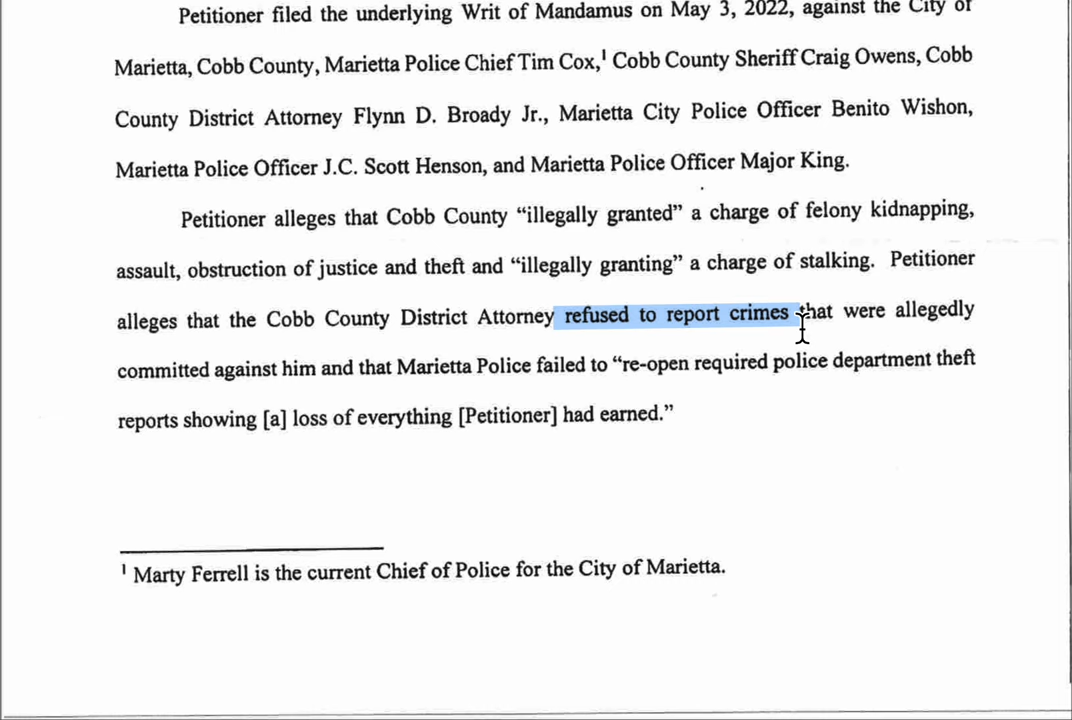 Petitioner filed the underlying Writ of Mandamus on May 3, 2022, against the City of
Marietta, Cobb County, Marietta Police Chief Tim Cox,¹ Cobb County Sheriff Craig Owens, Cobb
County District Attorney Flynn D. Broady Jr., Marietta City Police Officer Benito Wishon,
Marietta Police Officer J.C. Scott Henson, and Marietta Police Officer Major King.
Petitioner alleges that Cobb County “illegally granted” a charge of felony kidnapping,
assault, obstruction of justice and theft and “illegally granting” a charge of stalking. Petitioner
alleges that the Cobb County District Attorney refused to report crimes that were allegedly
committed against him and that Marietta Police failed to “re-open required police department theft
reports showing [a] loss of everything [Petitioner] had earned.”
¹ Marty Ferrell is the current Chief of Police for the City of Marietta.